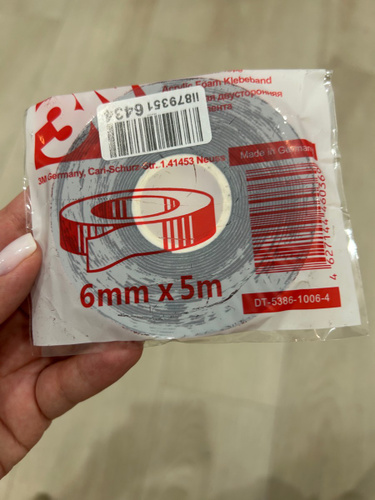 3M
Acrylic Foam Klebeband
двусторонняя
лента
II879351 6434
3M Germany, Carl-Schurz-Str.1,41453 Neuss
Made in Germany
6mm x 5m
DT-5386-1006-4